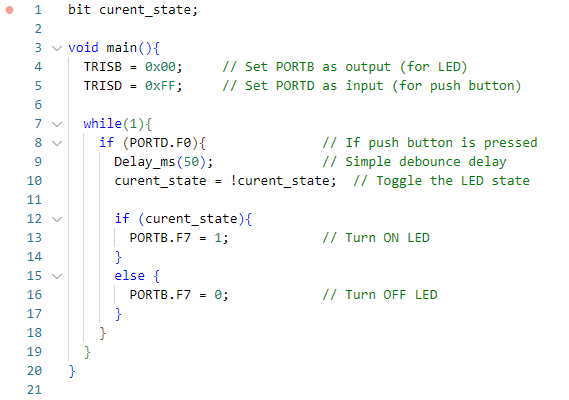 1 bit curent_state;
2
3 void main(){
4 TRISB = 0x00; // Set PORTB as output (for LED)
5 TRISD = 0xFF; // Set PORTD as input (for push button)
6
7 while(1){
8 if (PORTD.F0){ // If push button is pressed
9 Delay_ms(50); // Simple debounce delay
10 curent_state = !curent_state; // Toggle the LED state
11
12 if (curent_state){
13 PORTB.F7 = 1; // Turn ON LED
14 }
15 else {
16 PORTB.F7 = 0; // Turn OFF LED
17 }
18 }
19 }
20 }
21